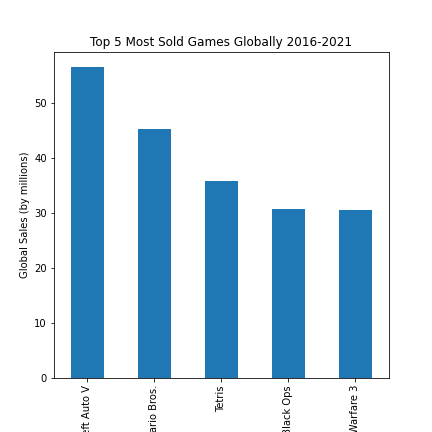 Top 5 Most Sold Games Globally 2016-2021
Global Sales (by millions)
50
40
30
20
10
0
eft Auto V
ario Bros.
Tetris
Black Ops
Warfare 3